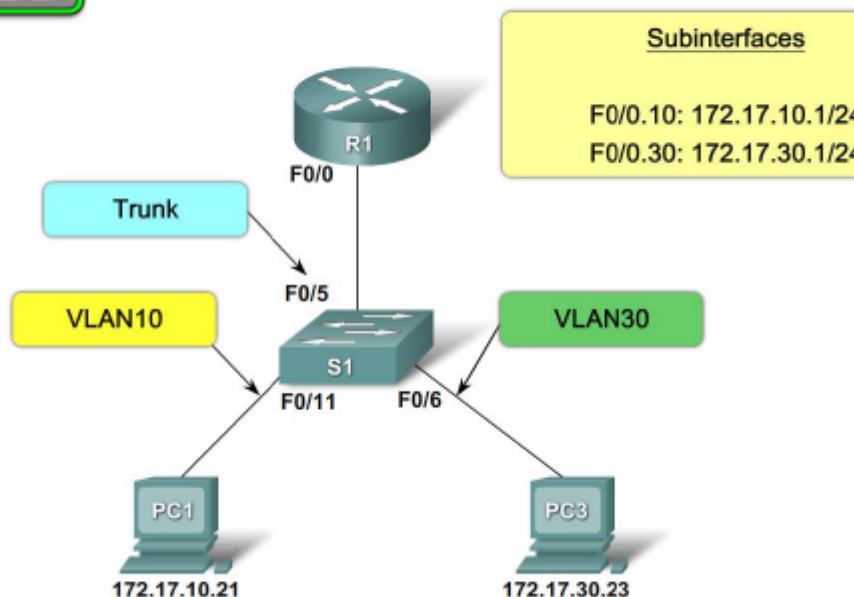 Subinterfaces
F0/0.10: 172.17.10.1/24
F0/0.30: 172.17.30.1/24
R1
F0/0
Trunk
F0/5
VLAN10
VLAN30
S1
F0/11
F0/6
PC1
PC3
172.17.10.21
172.17.30.23